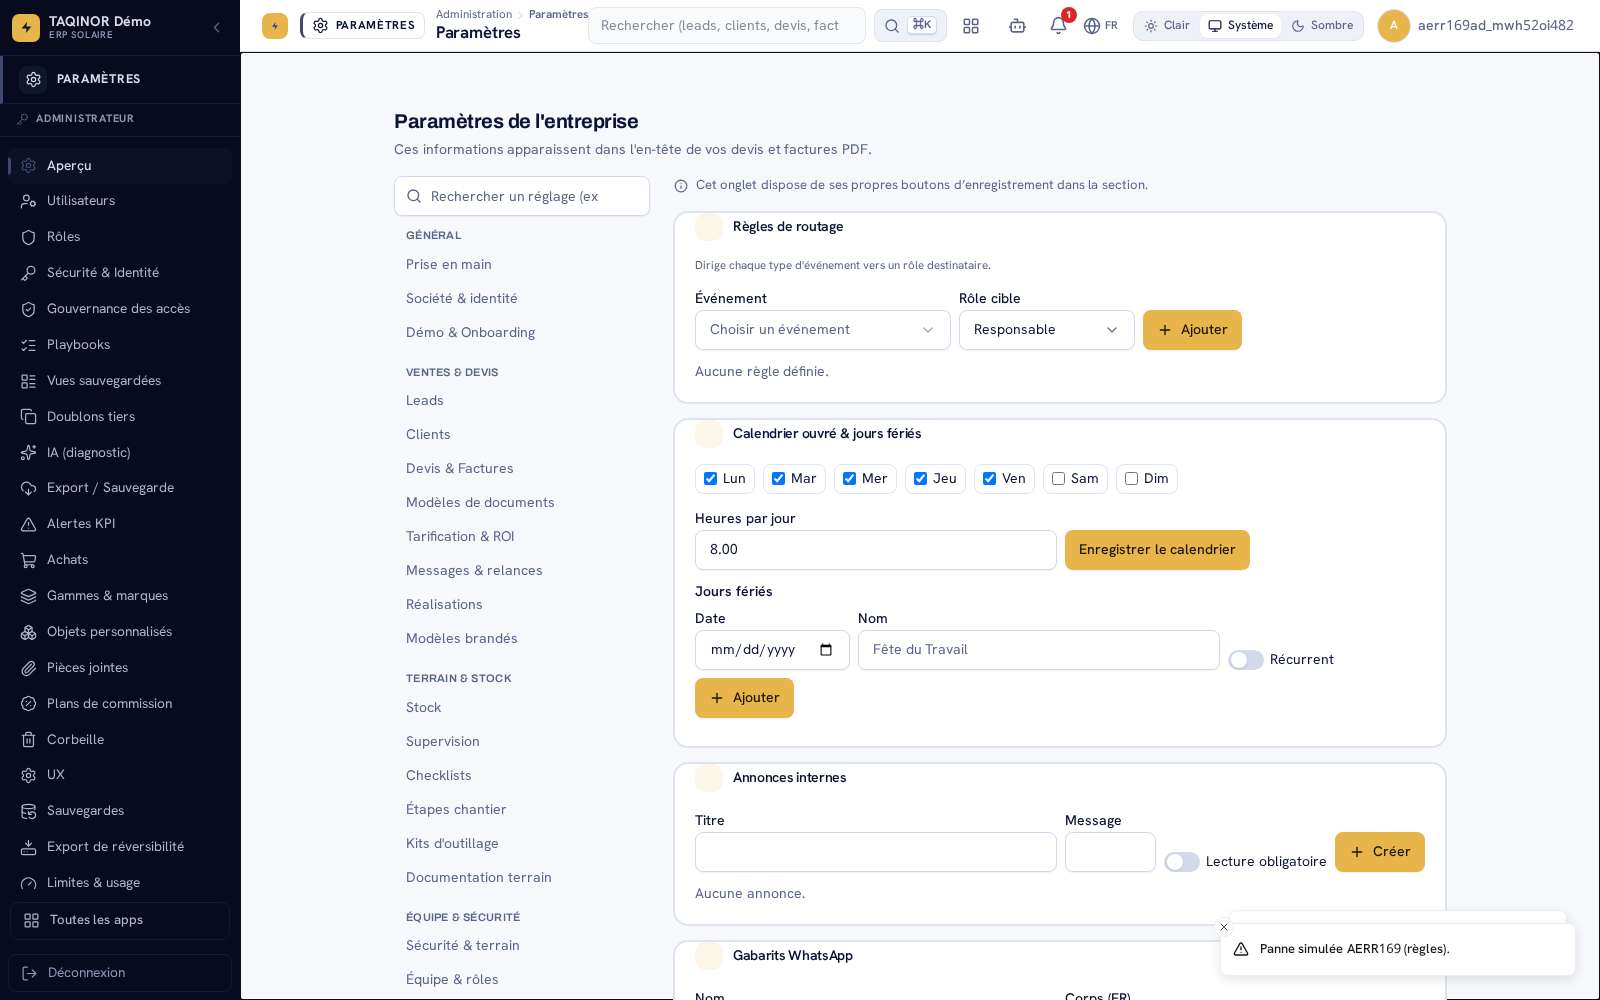 TAQINOR Démo
ERP SOLAIRE
PARAMÈTRES
ADMINISTRATEUR
Aperçu
Utilisateurs
Rôles
Sécurité & Identité
Gouvernance des accès
Playbooks
Vues sauvegardées
Doublons tiers
IA (diagnostic)
Export / Sauvegarde
Alertes KPI
Achats
Gammes & marques
Objets personnalisés
Pièces jointes
Plans de commission
Corbeille
UX
Sauvegardes
Export de réversibilité
Limites & usage
Toutes les apps
Déconnexion
PARAMÈTRES
Administration > Paramètres
Paramètres
Rechercher (leads, clients, devis, fact
⌘K
1
FR
Clair
Système
Sombre
A
aerr169ad_mwh52oi482
Paramètres de l'entreprise
Ces informations apparaissent dans l'en-tête de vos devis et factures PDF.
Rechercher un réglage (ex
GÉNÉRAL
Prise en main
Société & identité
Démo & Onboarding
VENTES & DEVIS
Leads
Clients
Devis & Factures
Modèles de documents
Tarification & ROI
Messages & relances
Réalisations
Modèles brandés
TERRAIN & STOCK
Stock
Supervision
Checklists
Étapes chantier
Kits d'outillage
Documentation terrain
ÉQUIPE & SÉCURITÉ
Sécurité & terrain
Équipe & rôles
Cet onglet dispose de ses propres boutons d’enregistrement dans la section.
Règles de routage
Dirige chaque type d'événement vers un rôle destinataire.
Événement
Rôle cible
Choisir un événement
Responsable
Ajouter
Aucune règle définie.
Calendrier ouvré & jours fériés
Lun
Mar
Mer
Jeu
Ven
Sam
Dim
Heures par jour
8.00
Enregistrer le calendrier
Jours fériés
Date
Nom
mm/dd/yyyy
Fête du Travail
Récurrent
Ajouter
Annonces internes
Titre
Message
Lecture obligatoire
Créer
Aucune annonce.
Gabarits WhatsApp
Nom
Corps (FR)
Panne simulée AERR169 (règles).